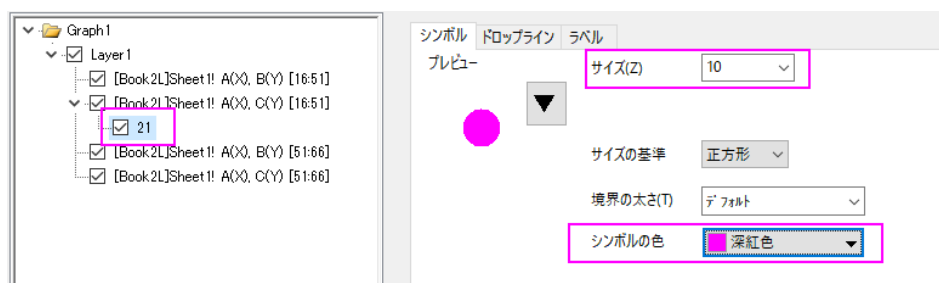 Graph1
Layer1
[Book2L]Sheet1! A(X), B(Y) [16:51]
[Book2L]Sheet1! A(X), C(Y) [16:51]
21
[Book2L]Sheet1! A(X), B(Y) [51:66]
[Book2L]Sheet1! A(X), C(Y) [51:66]
シンボル ドロップライン ラベル
プレビュー
サイズ(Z) 10
サイズの基準 正方形
境界の太さ(T) デフォルト
シンボルの色 深紅色